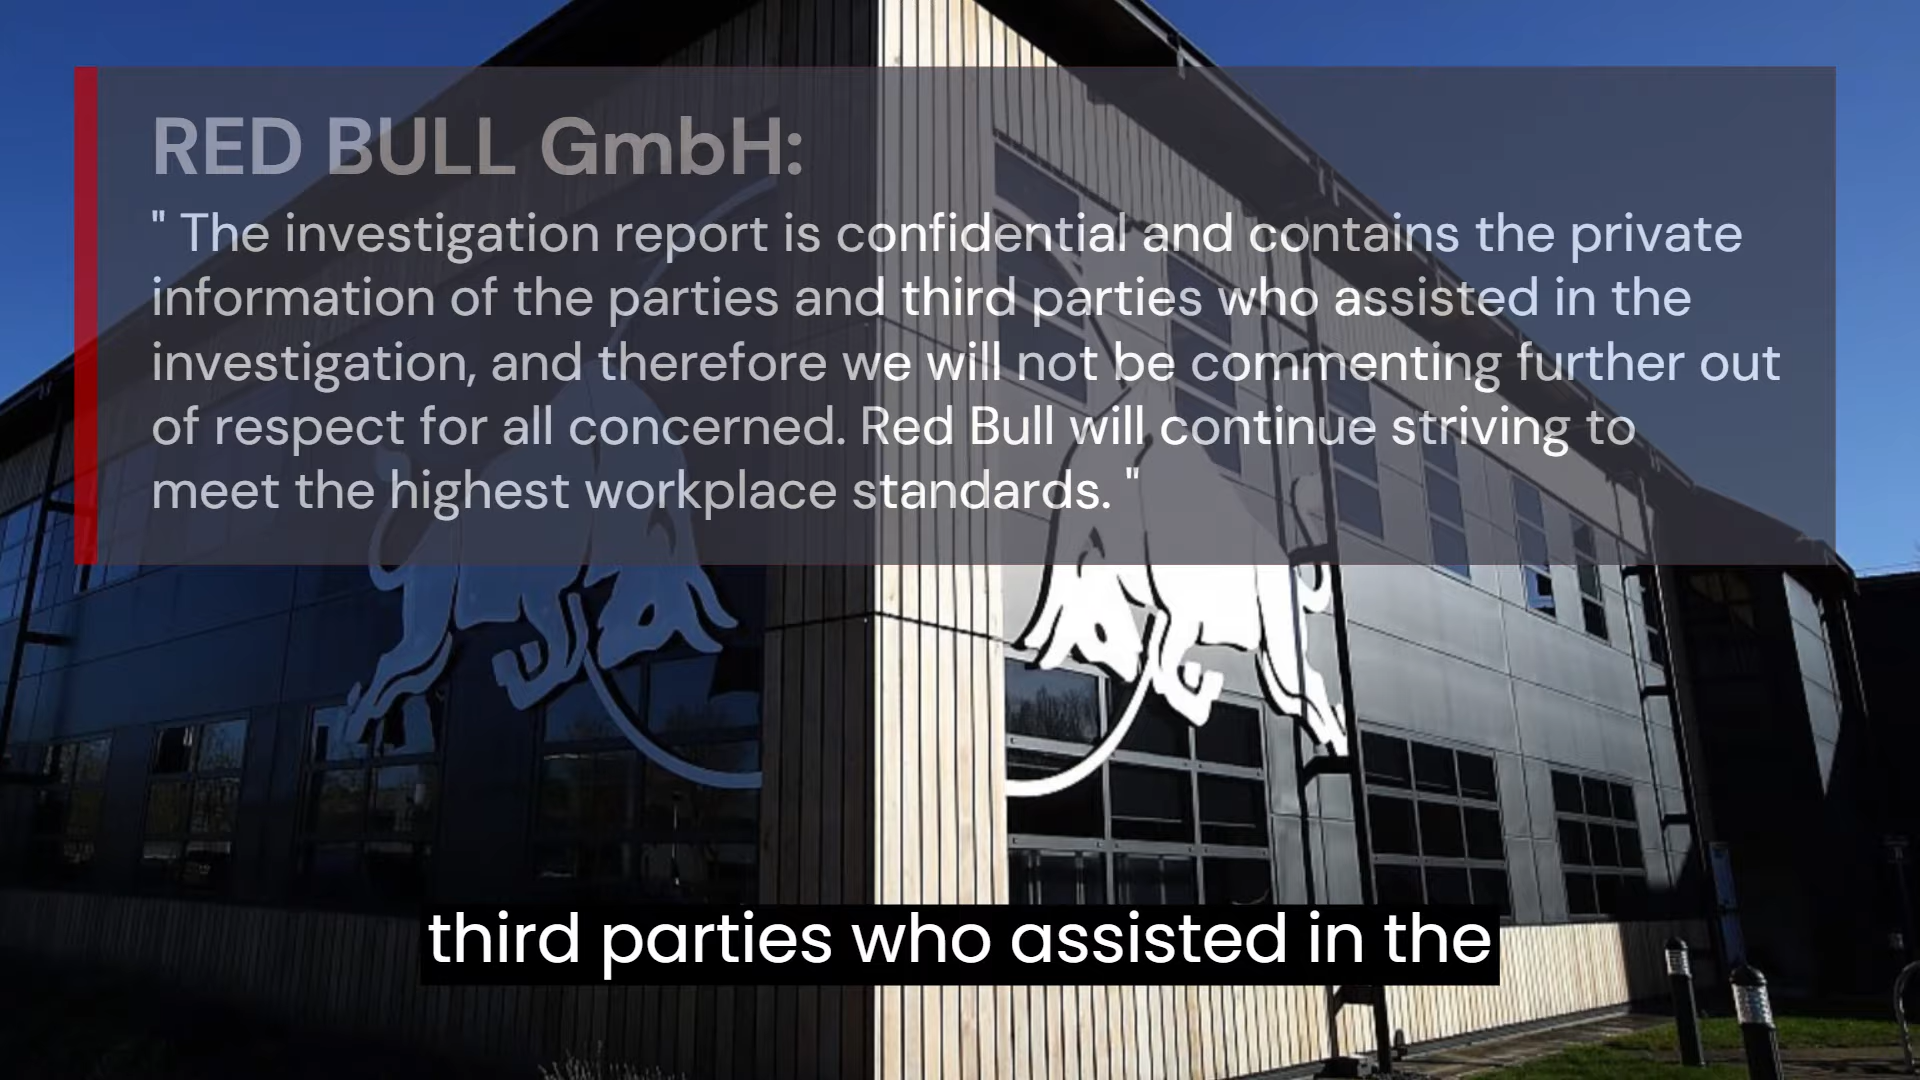 RED BULL GmbH:
" The investigation report is confidential and contains the private
information of the parties and third parties who assisted in the
investigation, and therefore we will not be commenting further out
of respect for all concerned. Red Bull will continue striving to
meet the highest workplace standards. "
third parties who assisted in the